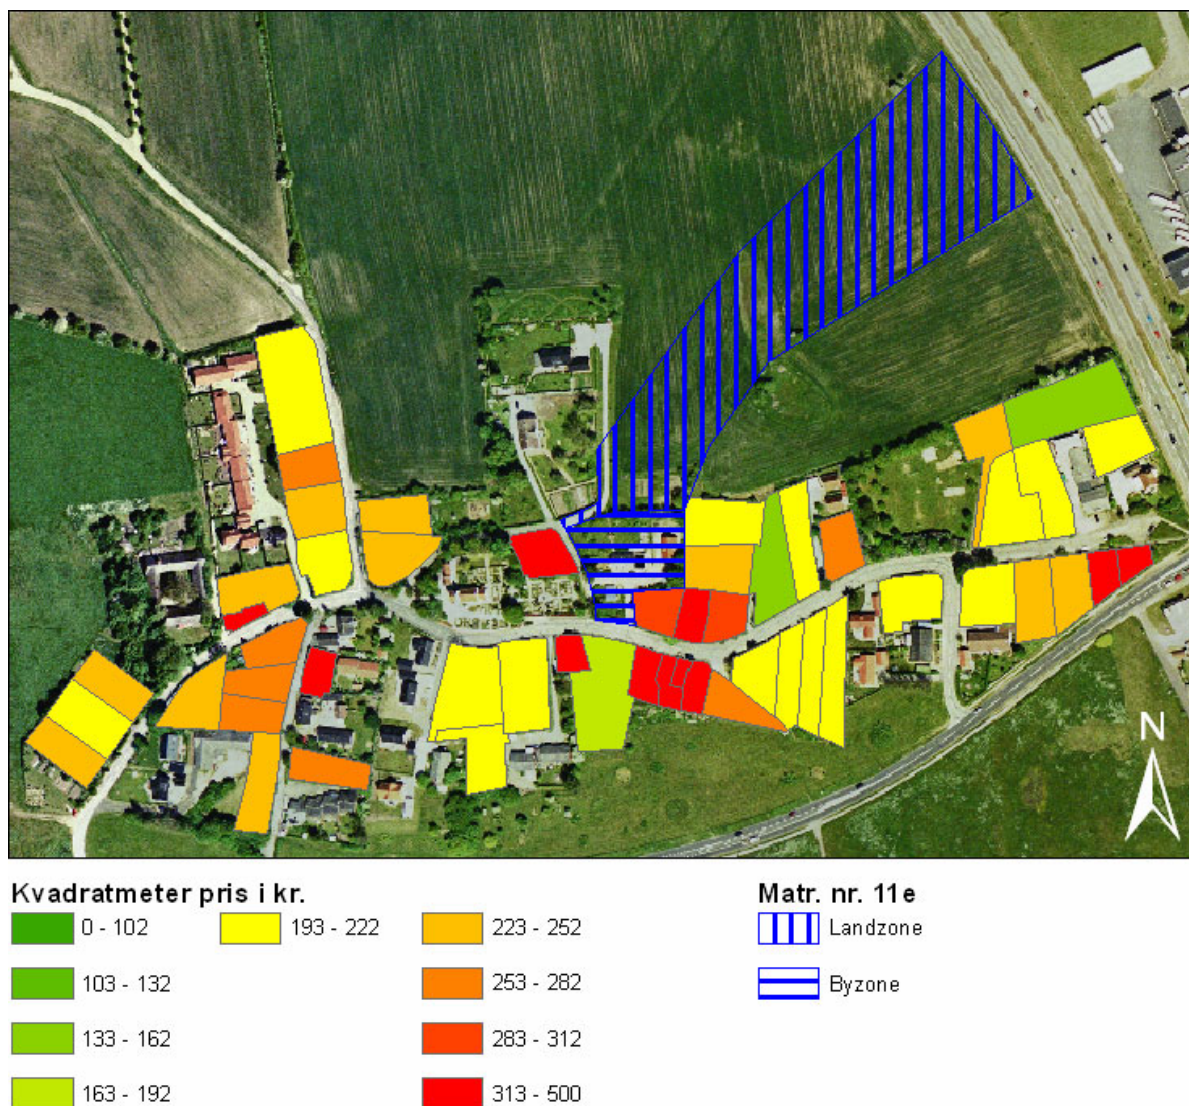 N
Kvadratmeter pris i kr.
0 - 102
103 - 132
133 - 162
163 - 192
193 - 222
223 - 252
253 - 282
283 - 312
313 - 500
Matr. nr. 11e
Landzone
Byzone